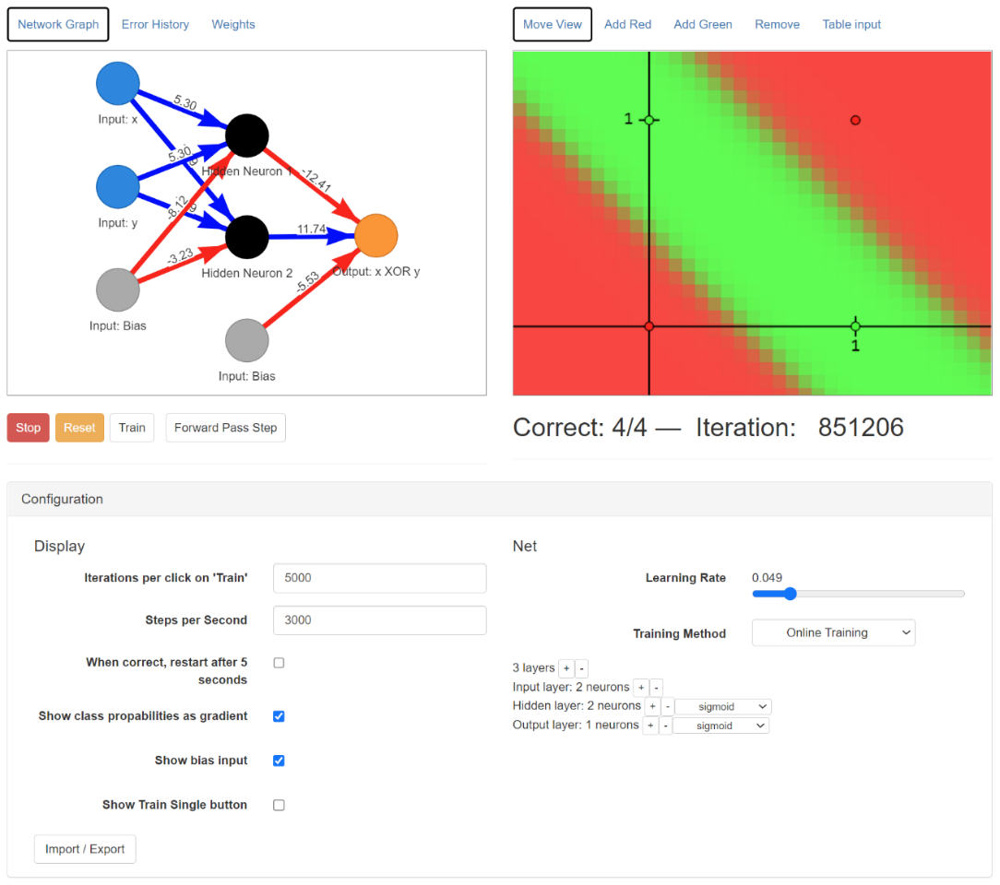 Network Graph Error History Weights
Move View Add Red Add Green Remove Table input
5.30
Input: x
5.30
Hidden Neuron 1
-12.41
Input: y
-8.12
11.74
-3.23
Hidden Neuron 2
Output: x XOR y
-5.53
Input: Bias
Input: Bias
1
1
Stop Reset Train Forward Pass Step
Correct: 4/4 — Iteration: 851206
Configuration
Display
Iterations per click on 'Train' 5000
Steps per Second 3000
When correct, restart after 5
seconds
Show class propabilities as gradient
Show bias input
Show Train Single button
Import / Export
Net
Learning Rate 0.049
Training Method Online Training
3 layers + -
Input layer: 2 neurons + -
Hidden layer: 2 neurons + - sigmoid
Output layer: 1 neurons + - sigmoid